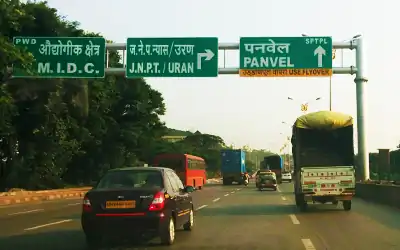 PWD
औद्योगीक क्षेत्र
M.I.D.C.
ज.ने.प.न्यास/उरण
J.N.P.T./URAN
SPTPL
पनवेल
PANVEL
USE FLYOVER